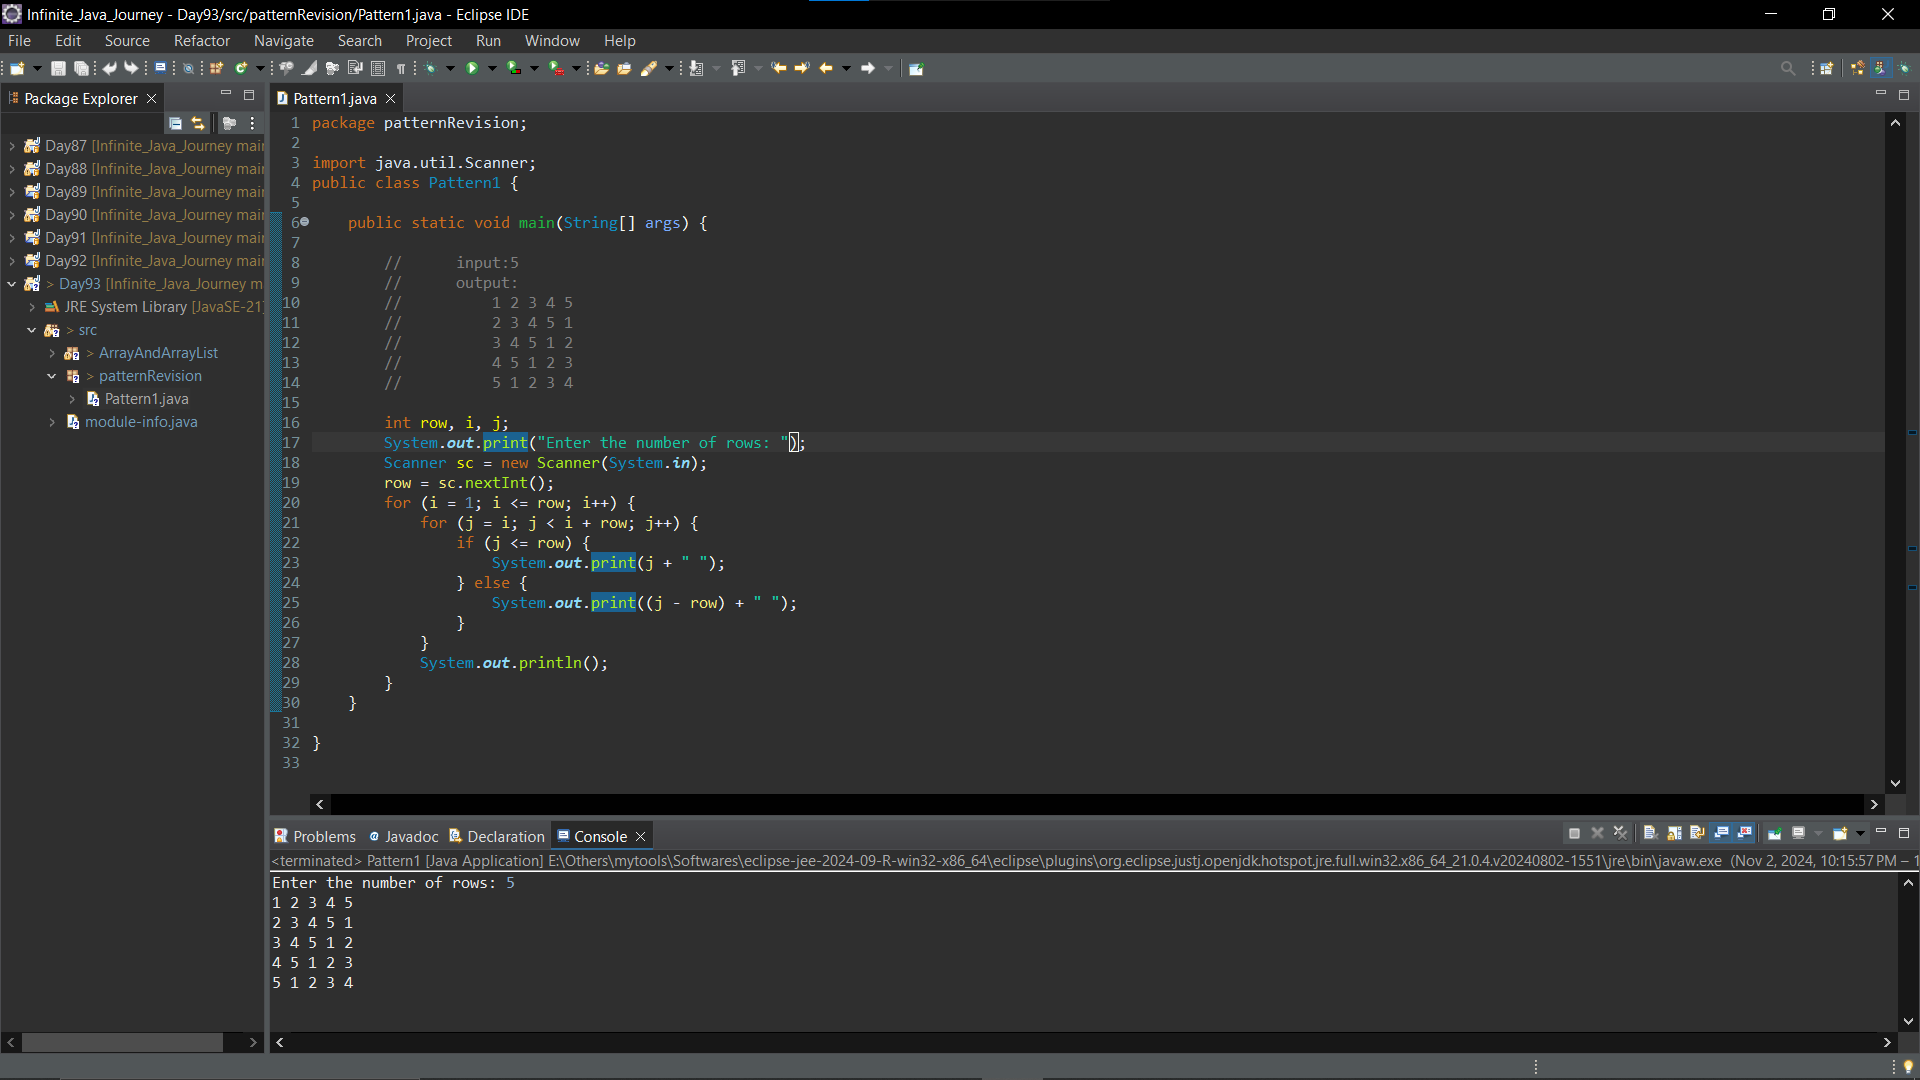 Infinite_Java_Journey - Day93/src/patternRevision/Pattern1.java - Eclipse IDE
File Edit Source Refactor Navigate Search Project Run Window Help
Package Explorer
Day87 [Infinite_Java_Journey mai
Day88 [Infinite_Java_Journey mai
Day89 [Infinite_Java_Journey mai
Day90 [Infinite_Java_Journey mai
Day91 [Infinite_Java_Journey mai
Day92 [Infinite_Java_Journey mai
> Day93 [Infinite_Java_Journey m
JRE System Library [JavaSE-21]
> src
> ArrayAndArrayList
> patternRevision
Pattern1.java
module-info.java
Pattern1.java
1 package patternRevision;
2
3 import java.util.Scanner;
4 public class Pattern1 {
5
6 public static void main(String[] args) {
7
8 // input:5
9 // output:
10 // 1 2 3 4 5
11 // 2 3 4 5 1
12 // 3 4 5 1 2
13 // 4 5 1 2 3
14 // 5 1 2 3 4
15
16 int row, i, j;
17 System.out.print("Enter the number of rows: ");
18 Scanner sc = new Scanner(System.in);
19 row = sc.nextInt();
20 for (i = 1; i <= row; i++) {
21 for (j = i; j < i + row; j++) {
22 if (j <= row) {
23 System.out.print(j + " ");
24 } else {
25 System.out.print((j - row) + " ");
26 }
27 }
28 System.out.println();
29 }
30 }
31
32 }
33
Problems Javadoc Declaration Console
<terminated> Pattern1 [Java Application] E:\Others\mytools\Softwares\eclipse-jee-2024-09-R-win32-x86_64\eclipse\plugins\org.eclipse.justj.openjdk.hotspot.jre.full.win32.x86_64_21.0.4.v20240802-1551\jre\bin\javaw.exe (Nov 2, 2024, 10:15:57 PM – 1
Enter the number of rows: 5
1 2 3 4 5
2 3 4 5 1
3 4 5 1 2
4 5 1 2 3
5 1 2 3 4